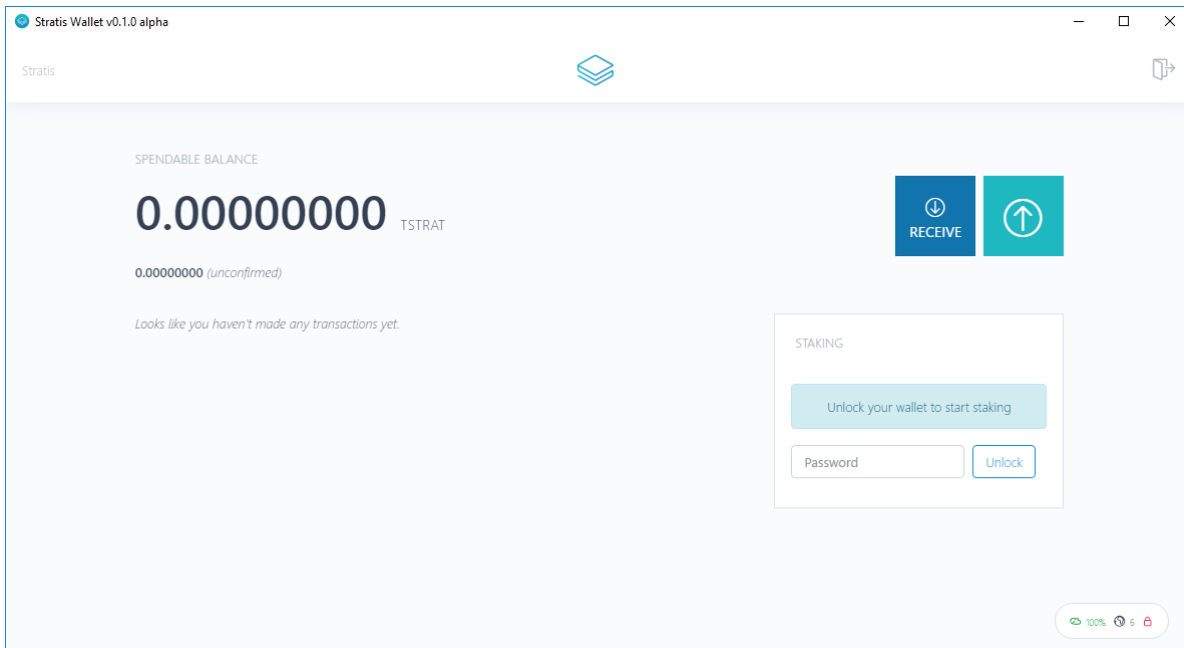 Stratis Wallet v0.1.0 alpha
Stratis
SPENDABLE BALANCE
0.00000000 TSTRAT
RECEIVE
0.00000000 (unconfirmed)
Looks like you haven't made any transactions yet.
STAKING
Unlock your wallet to start staking
Password
Unlock
100% 6